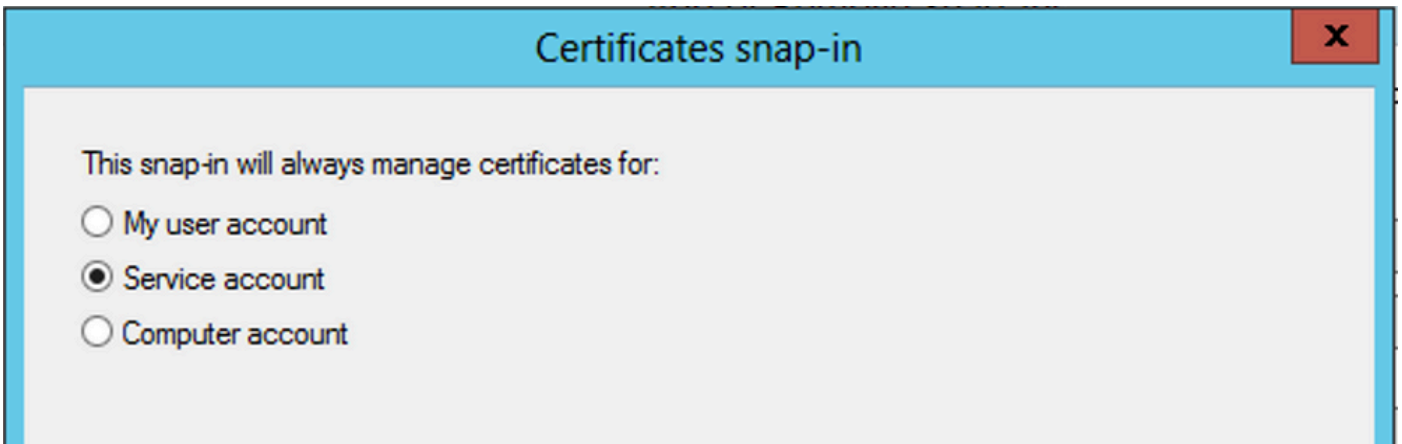 Certificates snap-in
This snap-in will always manage certificates for:
My user account
Service account
Computer account